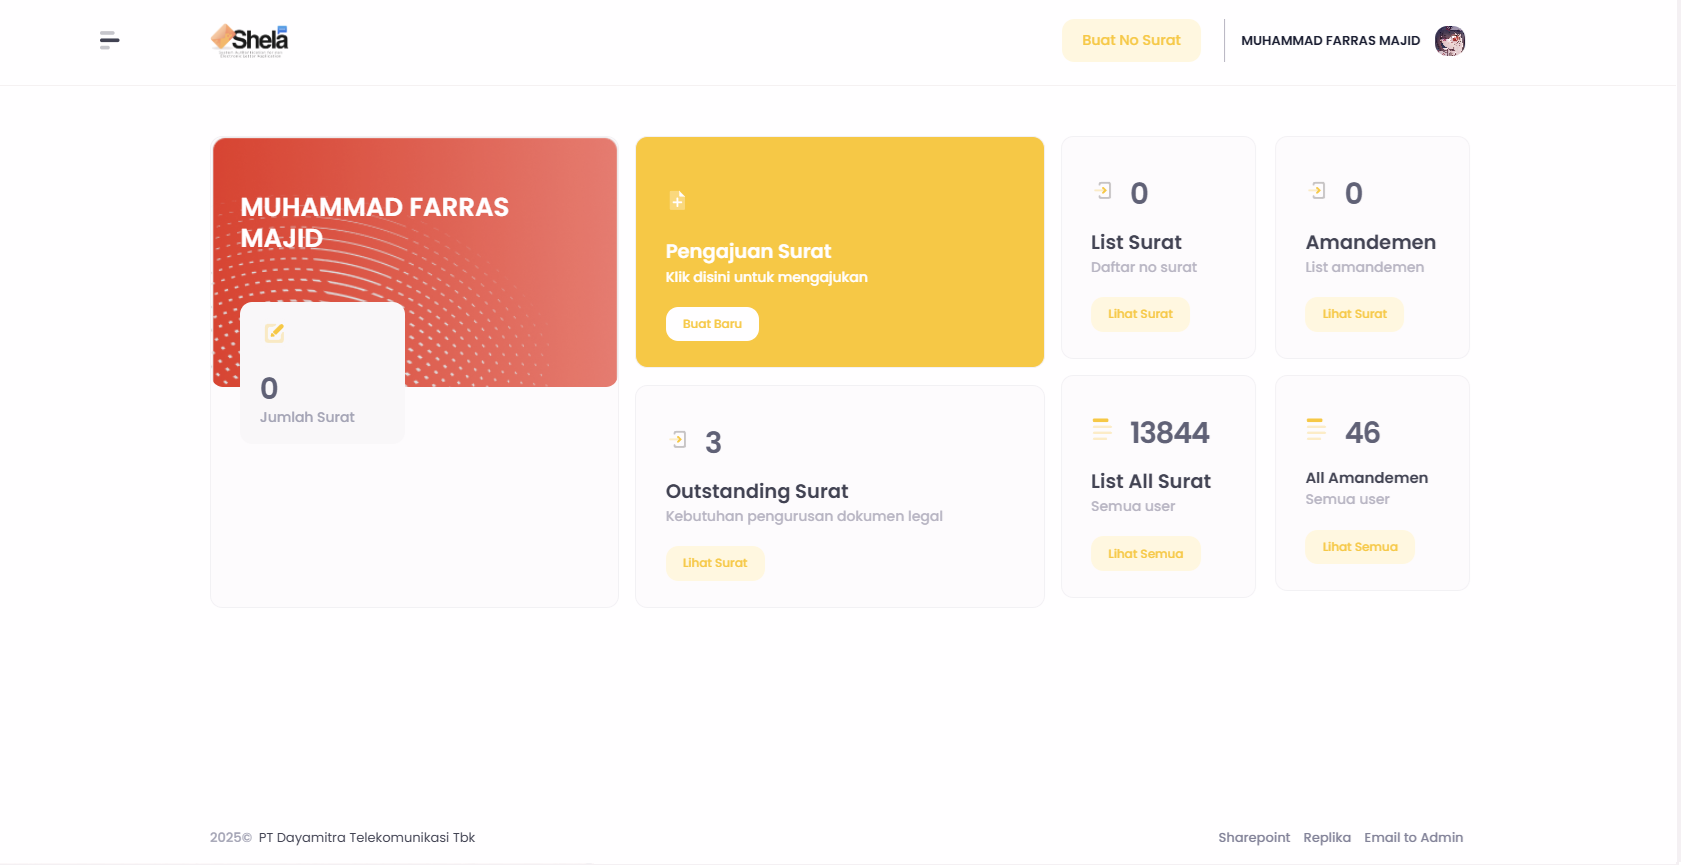 Shela
Buat No Surat
MUHAMMAD FARRAS MAJID
MUHAMMAD FARRAS
MAJID
0
Jumlah Surat
Pengajuan Surat
Klik disini untuk mengajukan
Buat Baru
3
Outstanding Surat
Kebutuhan pengurusan dokumen legal
Lihat Surat
0
List Surat
Daftar no surat
Lihat Surat
0
Amandemen
List amandemen
Lihat Surat
13844
List All Surat
Semua user
Lihat Semua
46
All Amandemen
Semua user
Lihat Semua
2025© PT Dayamitra Telekomunikasi Tbk
Sharepoint Replika Email to Admin